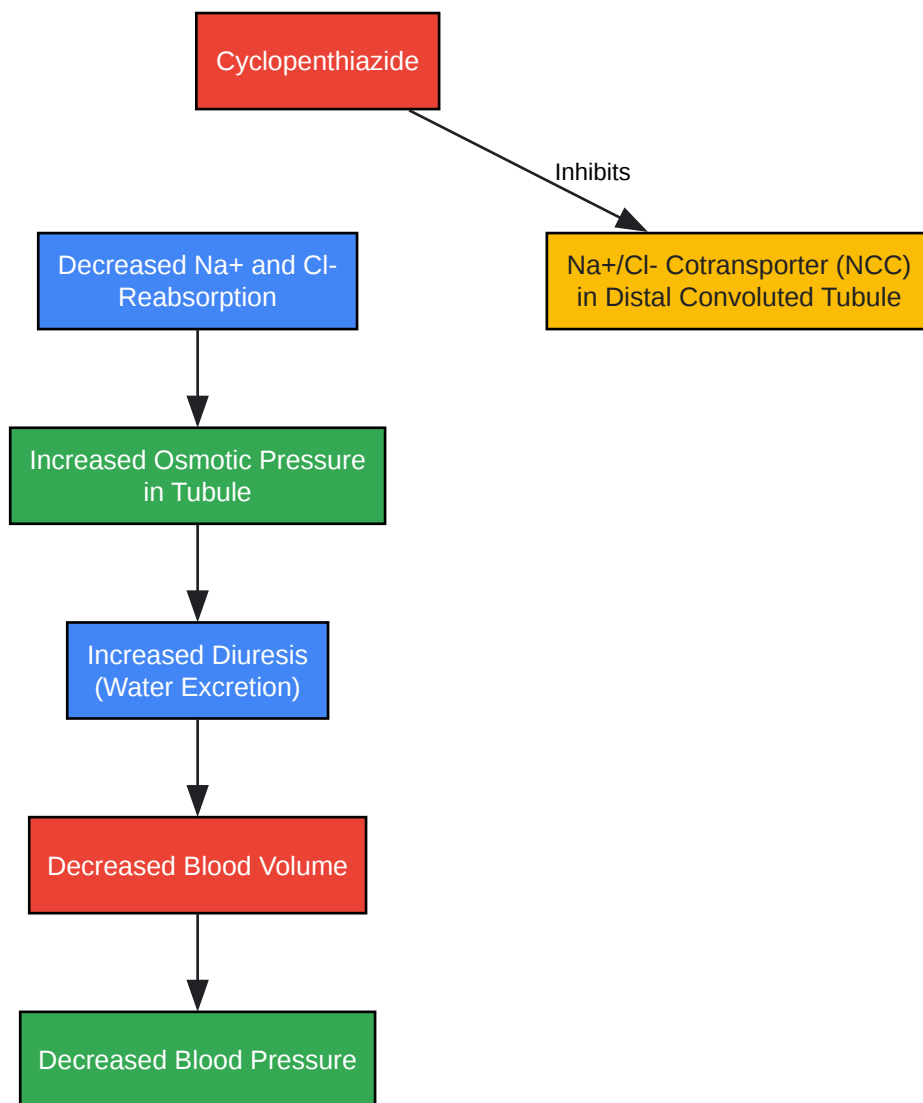 Cyclopenthiazide
Inhibits
Decreased Na+ and Cl-
Reabsorption
Na+/Cl- Cotransporter (NCC)
in Distal Convoluted Tubule
Increased Osmotic Pressure
in Tubule
Increased Diuresis
(Water Excretion)
Decreased Blood Volume
Decreased Blood Pressure